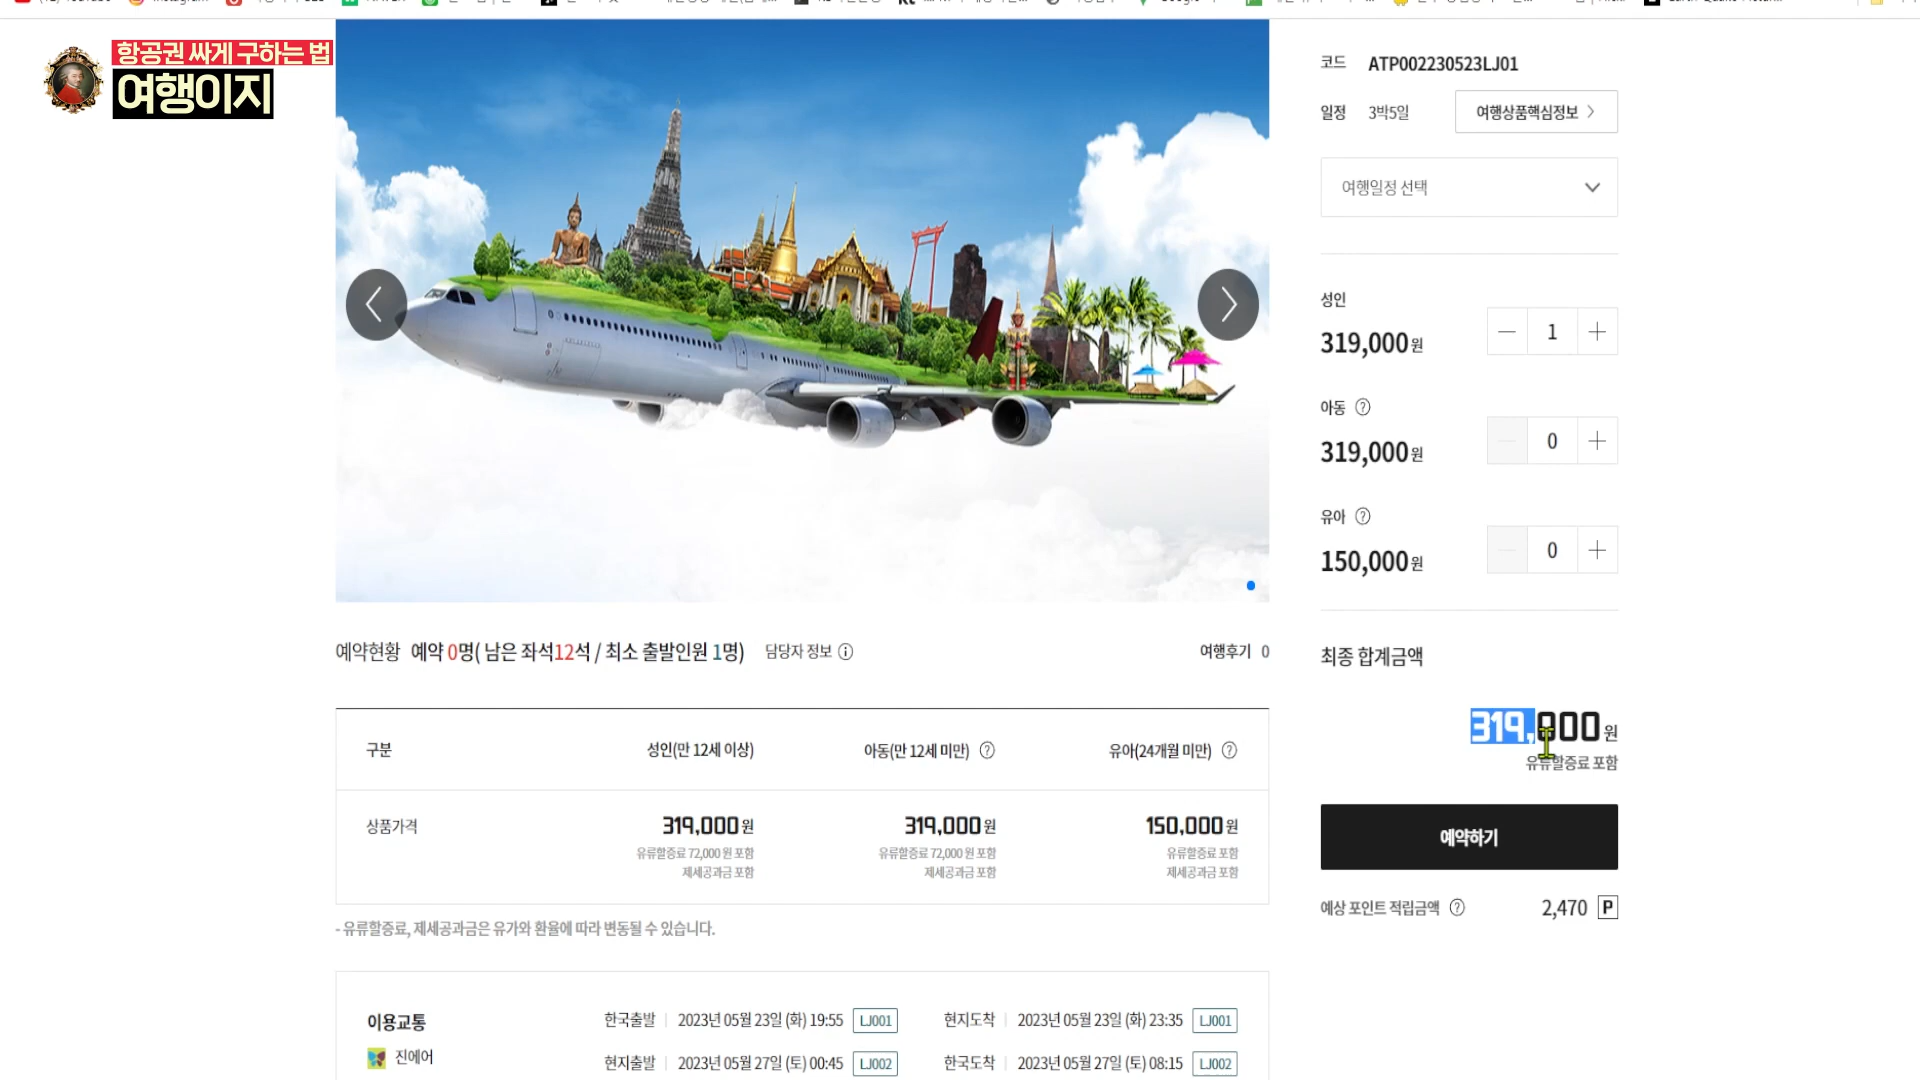 항공권 싸게 구하는 법
여행이지
코드 ATP002230523LJ01
일정 3박5일 여행상품핵심정보
여행일정 선택
성인
319,000원
1
아동
319,000원
0
유아
150,000원
0
예약현황 예약 0명( 남은 좌석12석 / 최소 출발인원 1명) 담당자 정보
여행후기 0
최종 합계금액
319,000원
유류할증료 포함
예약하기
예상 포인트 적립금액 2,470 P
구분 성인(만 12세 이상) 아동(만 12세 미만) 유아(24개월 미만)
상품가격 319,000원 319,000원 150,000원
유류할증료 72,000 원 포함 유류할증료 72,000 원 포함 유류할증료 포함
제세공과금 포함 제세공과금 포함 제세공과금 포함
- 유류할증료, 제세공과금은 유가와 환율에 따라 변동될 수 있습니다.
이용교통
진에어
한국출발 2023년 05월 23일 (화) 19:55 LJ001 현지도착 2023년 05월 23일 (화) 23:35 LJ001
현지출발 2023년 05월 27일 (토) 00:45 LJ002 한국도착 2023년 05월 27일 (토) 08:15 LJ002